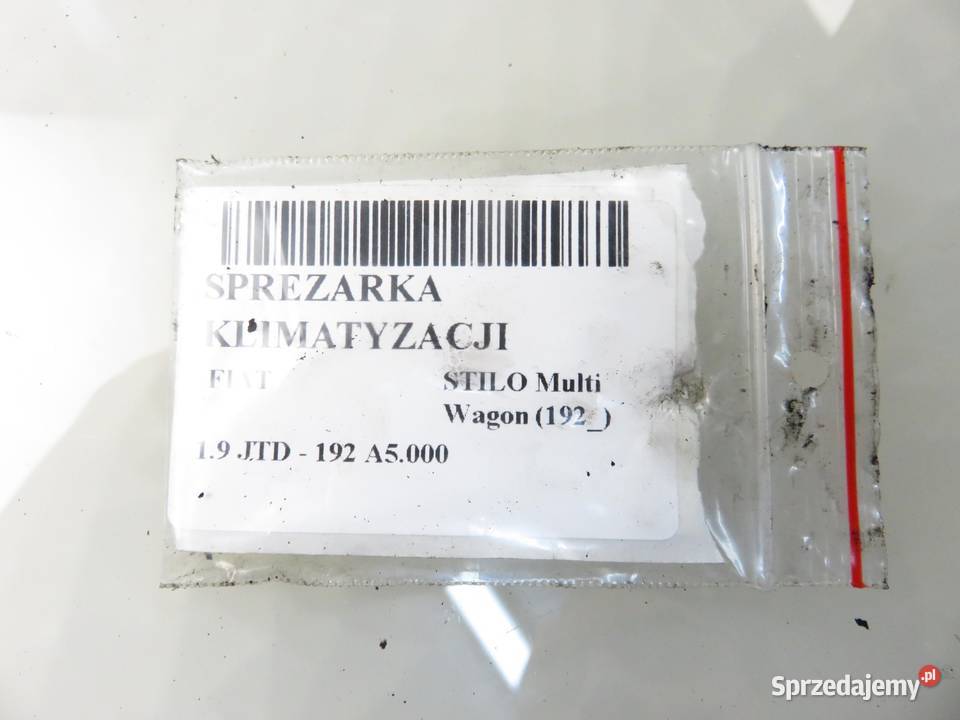 SPREZARKA
KLIMATYZACJI
FIAT STILO Multi
Wagon (192_)
1.9 JTD - 192 A5.000
Sprzedajemy.pl